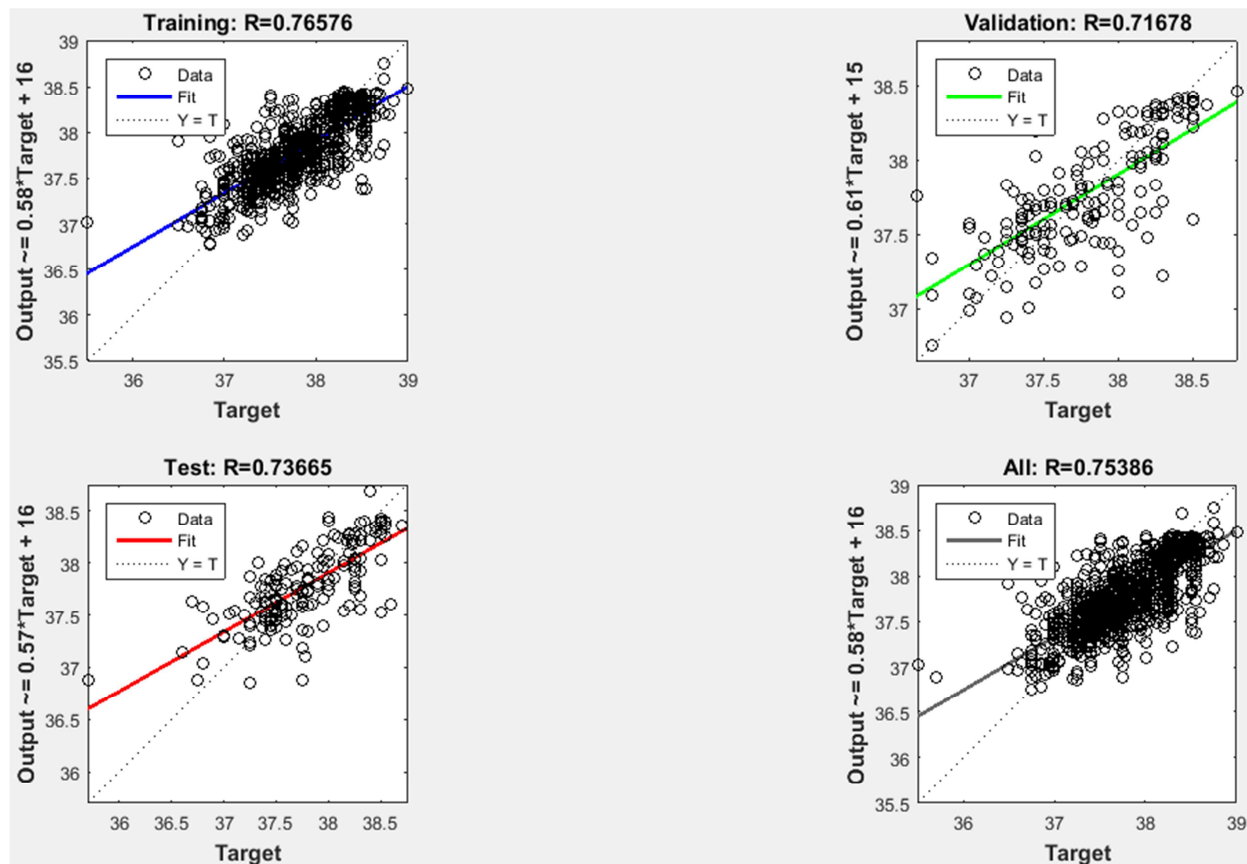 Training: R=0.76576
Output ~= 0.58*Target + 16
39
38.5
38
37.5
37
36.5
36
35.5
Data
Fit
Y = T
36
37
38
39
Target
Validation: R=0.71678
Output ~= 0.61*Target + 15
38.5
38
37.5
37
Data
Fit
Y = T
37
37.5
38
38.5
Target
Test: R=0.73665
Output ~= 0.57*Target + 16
38.5
38
37.5
37
36.5
36
Data
Fit
Y = T
36
36.5
37
37.5
38
38.5
Target
All: R=0.75386
Output ~= 0.58*Target + 16
39
38.5
38
37.5
37
36.5
36
35.5
Data
Fit
Y = T
36
37
38
39
Target